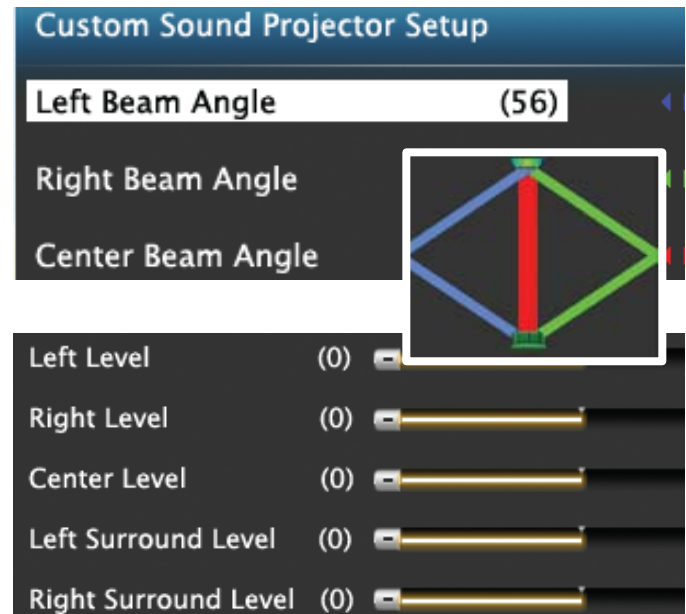 Custom Sound Projector Setup
Left Beam Angle (56)
Right Beam Angle
Center Beam Angle
Left Level (0)
Right Level (0)
Center Level (0)
Left Surround Level (0)
Right Surround Level (0)